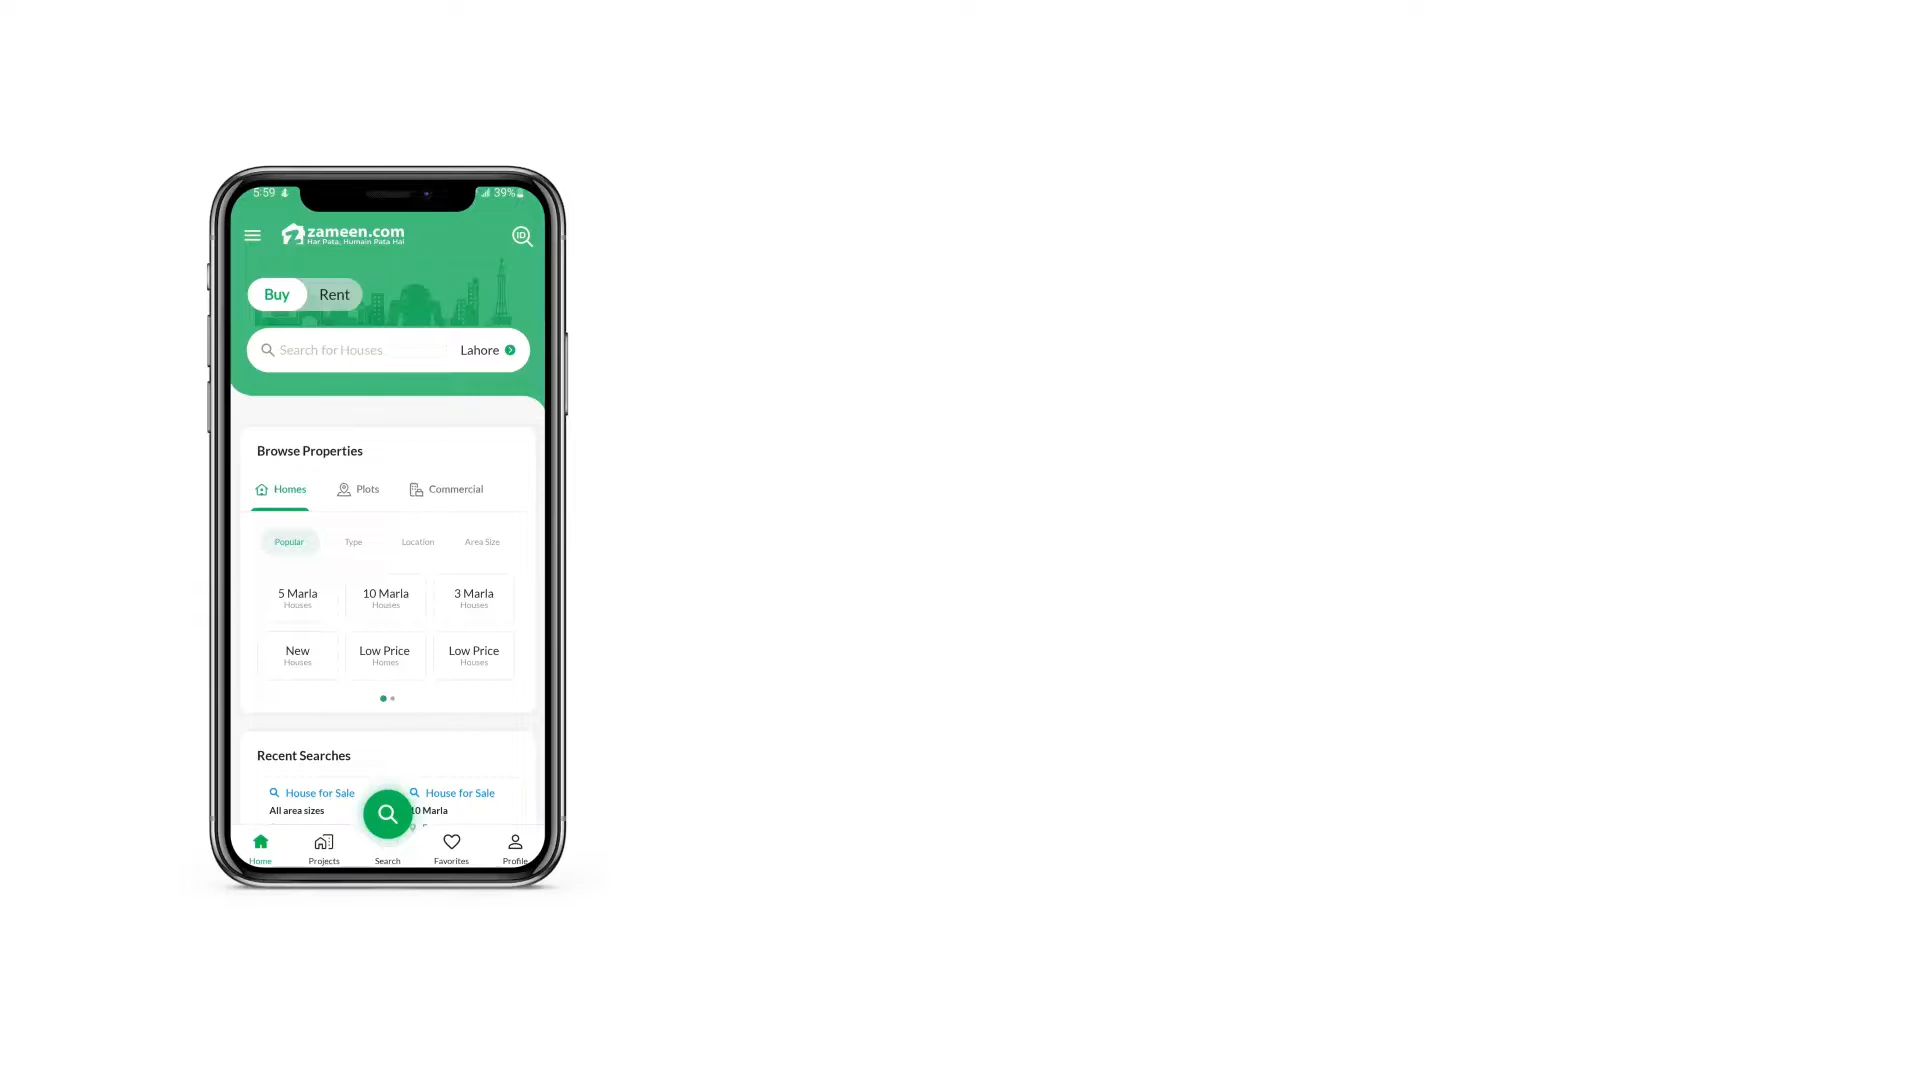 5:59 39%
zameen.com
Har Pata, Humain Pata Hai
ID
Buy Rent
Search for Houses Lahore
Browse Properties
Homes Plots Commercial
Popular Type Location Area Size
5 Marla 10 Marla 3 Marla
Houses Houses Houses
New Low Price Low Price
Houses Homes Houses
Recent Searches
House for Sale House for Sale
All area sizes 10 Marla
Home Projects Search Favorites Profile